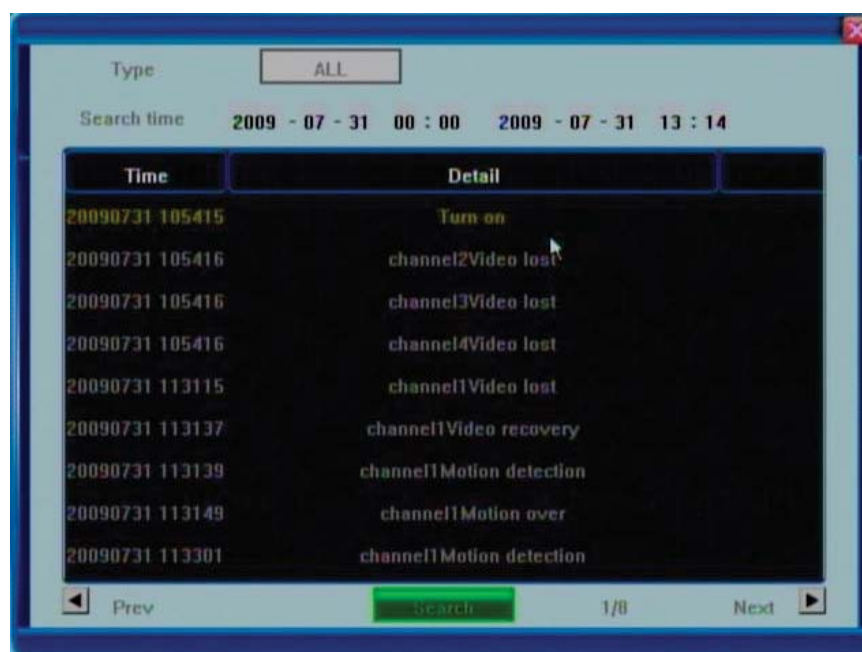 Type ALL
Search time 2009 - 07 - 31 00 : 00 2009 - 07 - 31 13 : 14
Time Detail
20090731 105415 Turn on
20090731 105416 channel2Video lost
20090731 105416 channel3Video lost
20090731 105416 channel4Video lost
20090731 113115 channel1Video lost
20090731 113137 channel1Video recovery
20090731 113139 channel1Motion detection
20090731 113149 channel1Motion over
20090731 113301 channel1Motion detection
Prev Search 1/8 Next